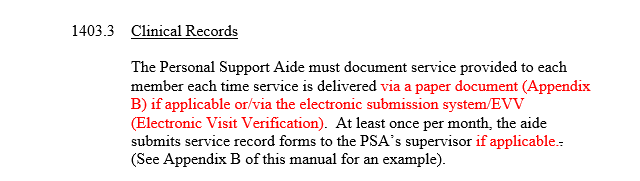 1403.3 Clinical Records
The Personal Support Aide must document service provided to each
member each time service is delivered via a paper document (Appendix
B) if applicable or/via the electronic submission system/EVV
(Electronic Visit Verification). At least once per month, the aide
submits service record forms to the PSA's supervisor if applicable..
(See Appendix B of this manual for an example).